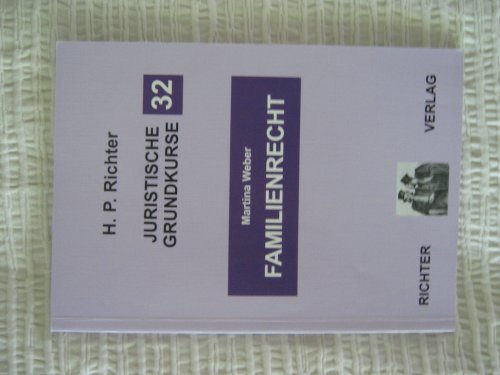 H. P. Richter
JURISTISCHE
GRUNDKURSE 32
Martina Weber
FAMILIENRECHT
RICHTER VERLAG